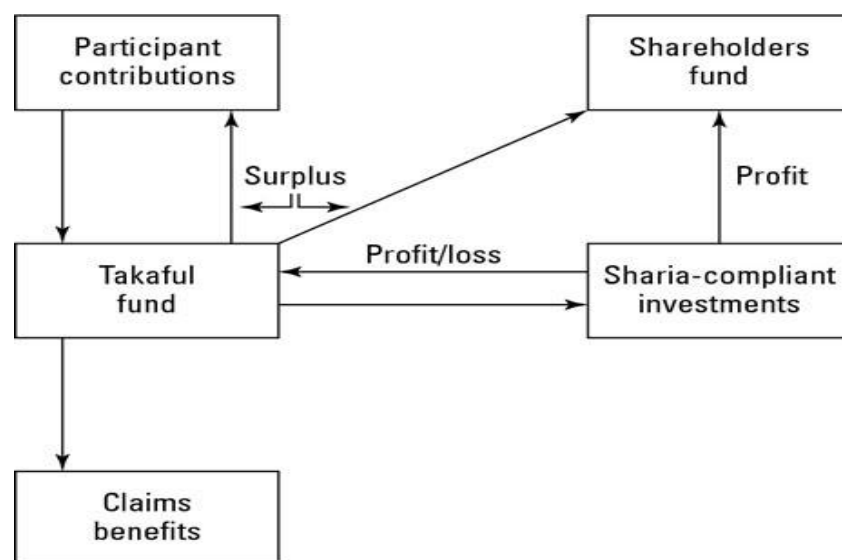 Participant
contributions
Shareholders
fund
Surplus
Profit
Profit/loss
Takaful
fund
Sharia-compliant
investments
Claims
benefits